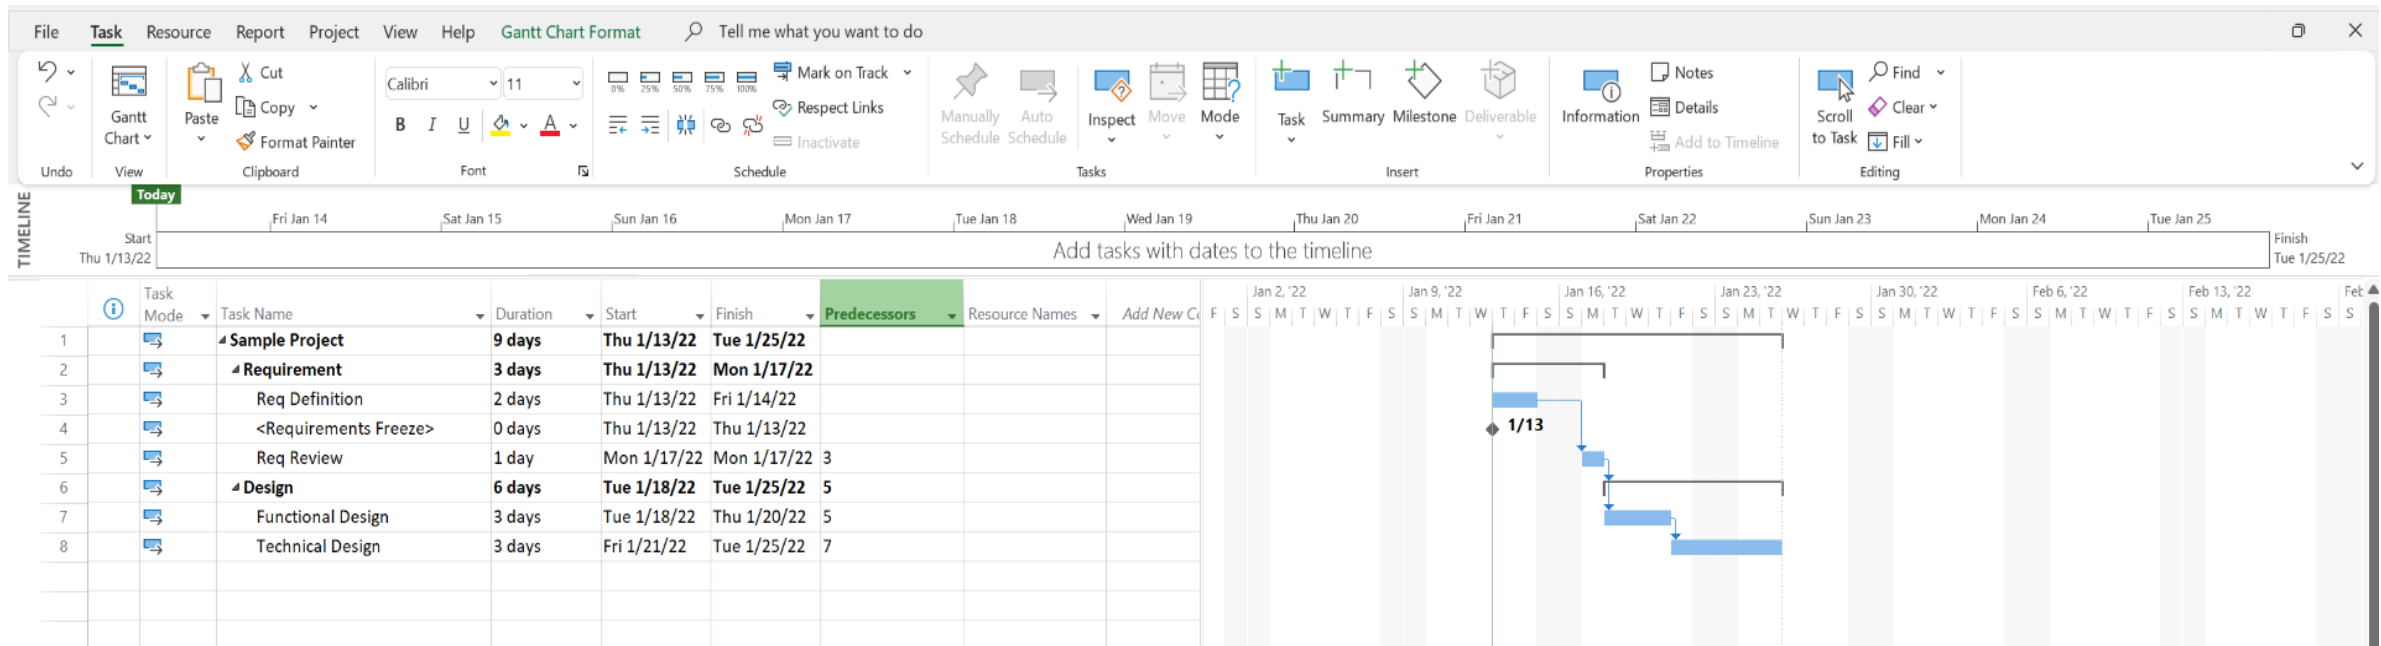 File Task Resource Report Project View Help Gantt Chart Format Tell me what you want to do
Cut
Copy
Format Painter
Paste
Gantt
Chart
Calibri 11
B I U A
0% 25% 50% 75% 100%
Mark on Track
Respect Links
Inactivate
Manually
Schedule
Auto
Schedule
Inspect
Move
Mode
Task
Summary
Milestone
Deliverable
Information
Notes
Details
Add to Timeline
Scroll
to Task
Find
Clear
Fill
Undo View Clipboard Font Schedule Tasks Insert Properties Editing
TIMELINE
Today
Fri Jan 14 Sat Jan 15 Sun Jan 16 Mon Jan 17 Tue Jan 18 Wed Jan 19 Thu Jan 20 Fri Jan 21 Sat Jan 22 Sun Jan 23 Mon Jan 24 Tue Jan 25
Start
Thu 1/13/22
Add tasks with dates to the timeline
Finish
Tue 1/25/22
Task
Mode Task Name Duration Start Finish Predecessors Resource Names Add New C
Jan 2, '22 Jan 9, '22 Jan 16, '22 Jan 23, '22 Jan 30, '22 Feb 6, '22 Feb 13, '22 Feb
F S S M T W T F S S M T W T F S S M T W T F S S M T W T F S S M T W T F S S M T W T F S S M T W T F S S
1 Sample Project 9 days Thu 1/13/22 Tue 1/25/22
2 Requirement 3 days Thu 1/13/22 Mon 1/17/22
3 Req Definition 2 days Thu 1/13/22 Fri 1/14/22
4 <Requirements Freeze> 0 days Thu 1/13/22 Thu 1/13/22 1/13
5 Req Review 1 day Mon 1/17/22 Mon 1/17/22 3
6 Design 6 days Tue 1/18/22 Tue 1/25/22 5
7 Functional Design 3 days Tue 1/18/22 Thu 1/20/22 5
8 Technical Design 3 days Fri 1/21/22 Tue 1/25/22 7